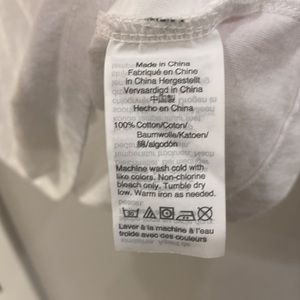 Made in China
Fabriqué en Chine
in China Hergestellt
Vervaardigd in China
中国製
Hecho en China
100% Cotton/Coton/
Baumwolle/Katoen/
綿/algodón
Machine wash cold with
like colors. Non-chlorine
bleach only. Tumble dry
low. Warm iron as needed.
Laver à la machine à l'eau
froide avec des couleurs